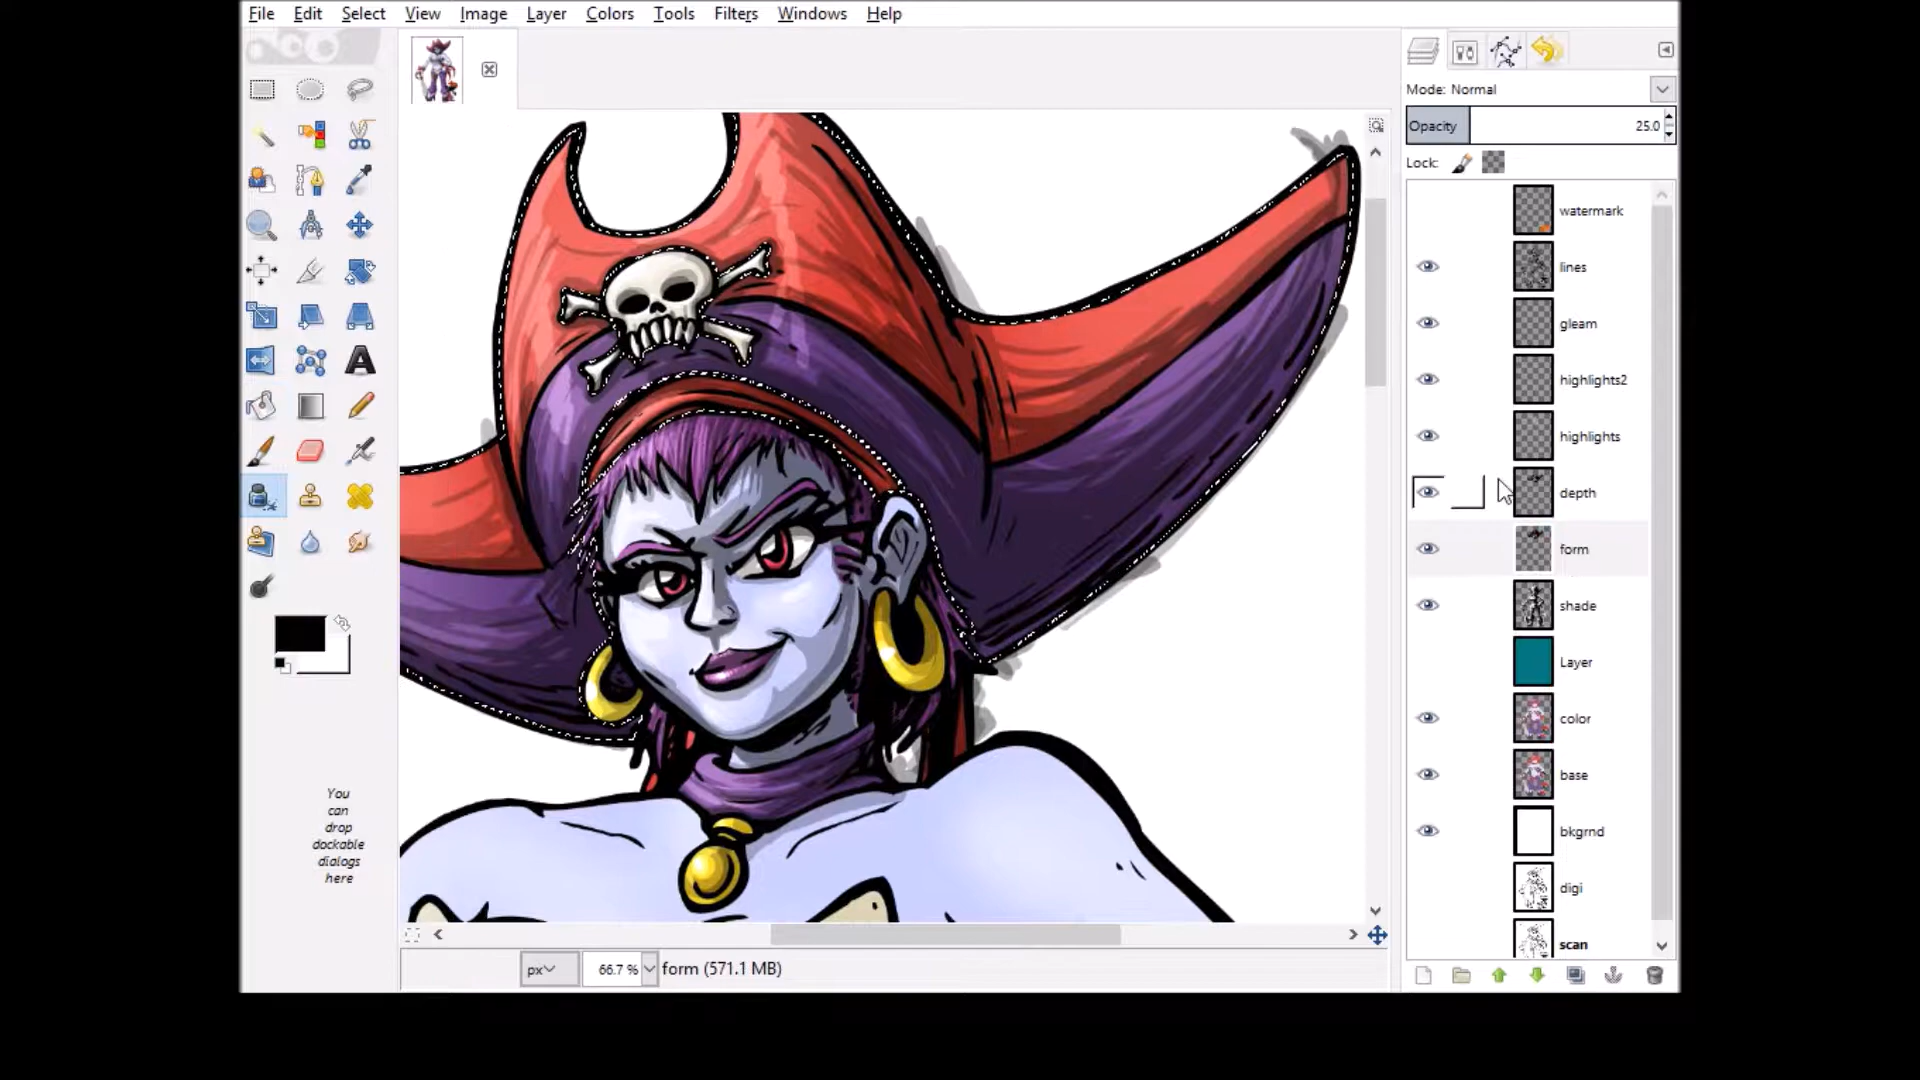 File Edit Select View Image Layer Colors Tools Filters Windows Help
Mode: Normal
Opacity 25.0
Lock:
watermark
lines
gleam
highlights2
highlights
depth
form
shade
Layer
color
base
bkgrnd
digi
scan
You
can
drop
dockable
dialogs
here
px 66.7 % form (571.1 MB)